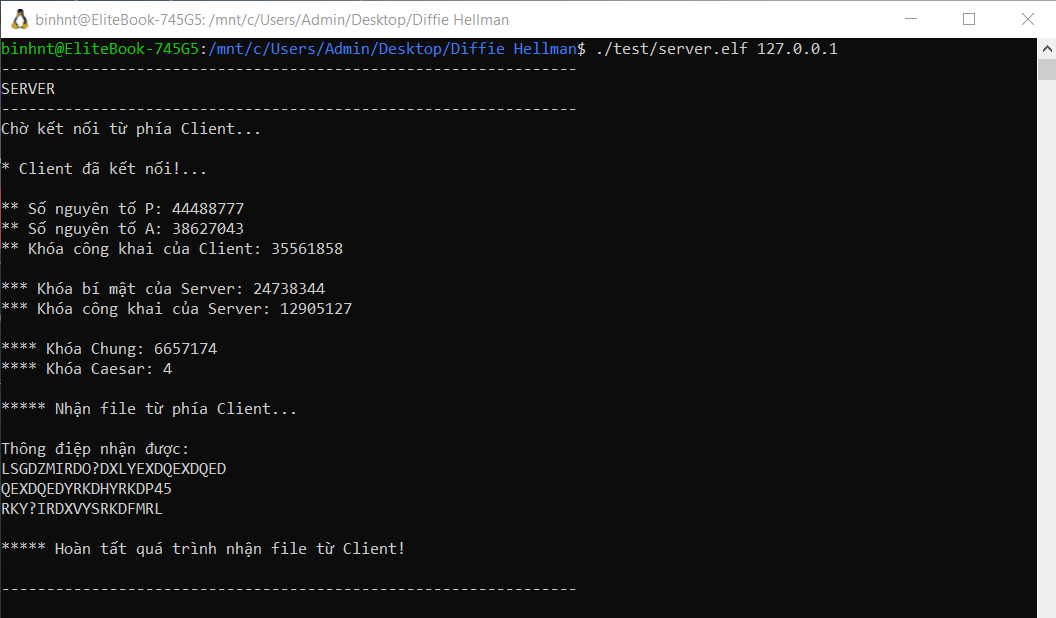 binhnt@EliteBook-745G5: /mnt/c/Users/Admin/Desktop/Diffie Hellman
binhnt@EliteBook-745G5:/mnt/c/Users/Admin/Desktop/Diffie Hellman$ ./test/server.elf 127.0.0.1
----------------------------------------------------------------
SERVER
----------------------------------------------------------------
Chờ kết nối từ phía Client...
* Client đã kết nối!...
** Số nguyên tố P: 44488777
** Số nguyên tố A: 38627043
** Khóa công khai của Client: 35561858
*** Khóa bí mật của Server: 24738344
*** Khóa công khai của Server: 12905127
**** Khóa Chung: 6657174
**** Khóa Caesar: 4
***** Nhận file từ phía Client...
Thông điệp nhận được:
LSGDZMIRDO?DXLYEXDQEXDQED
QEXDQEDYRKDHYRKDP45
RKY?IRDXVYSRKDFMRL
***** Hoàn tất quá trình nhận file từ Client!
----------------------------------------------------------------